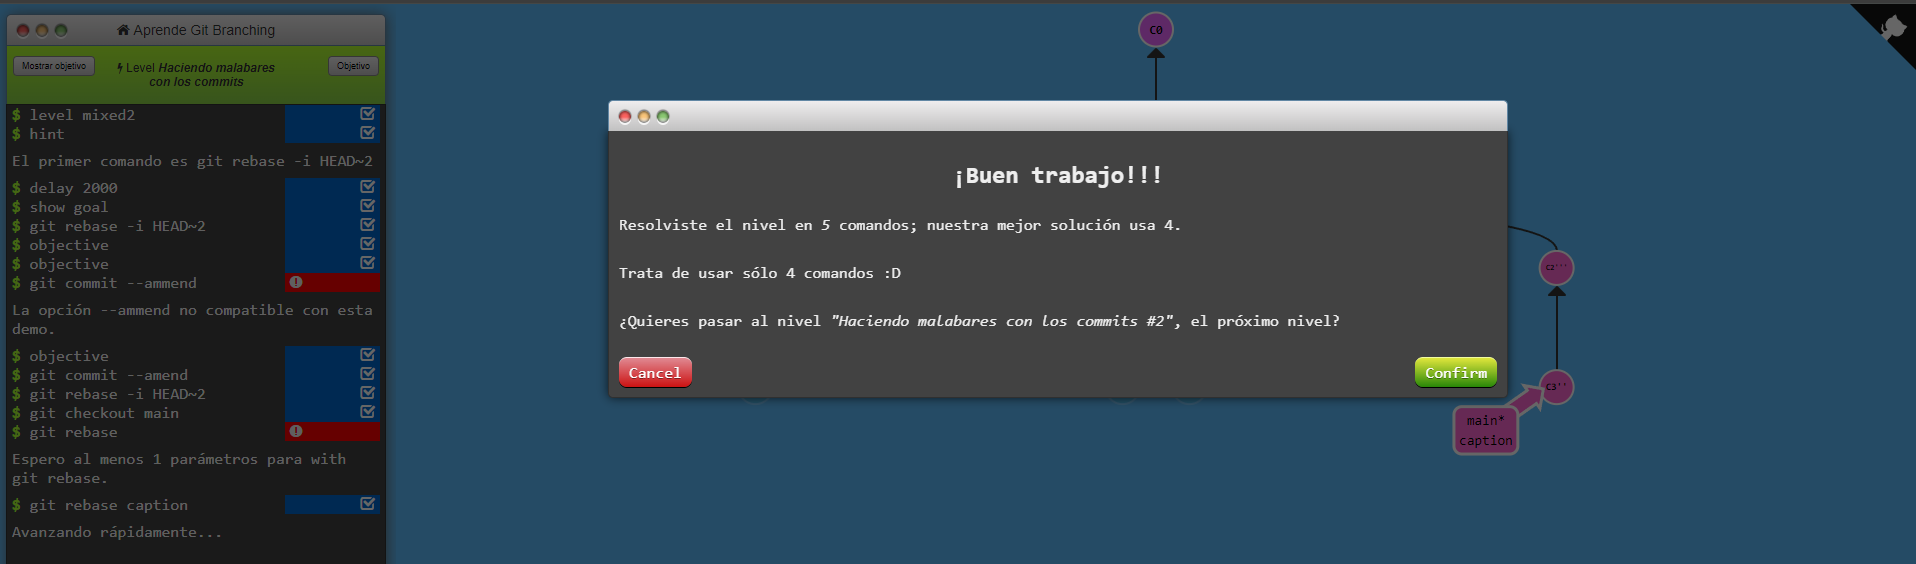 Aprende Git Branching
Mostrar objetivo
Level Haciendo malabares
con los commits
Objetivo
$ level mixed2
$ hint
El primer comando es git rebase -i HEAD~2
$ delay 2000
$ show goal
$ git rebase -i HEAD~2
$ objective
$ objective
$ git commit --ammend
La opción --ammend no compatible con esta
demo.
$ objective
$ git commit --amend
$ git rebase -i HEAD~2
$ git checkout main
$ git rebase
Espero al menos 1 parámetros para with
git rebase.
$ git rebase caption
Avanzando rápidamente...
C0
¡Buen trabajo!!!
Resolviste el nivel en 5 comandos; nuestra mejor solución usa 4.
Trata de usar sólo 4 comandos :D
¿Quieres pasar al nivel "Haciendo malabares con los commits #2", el próximo nivel?
Cancel
Confirm
C2'''
C3''
main*
caption